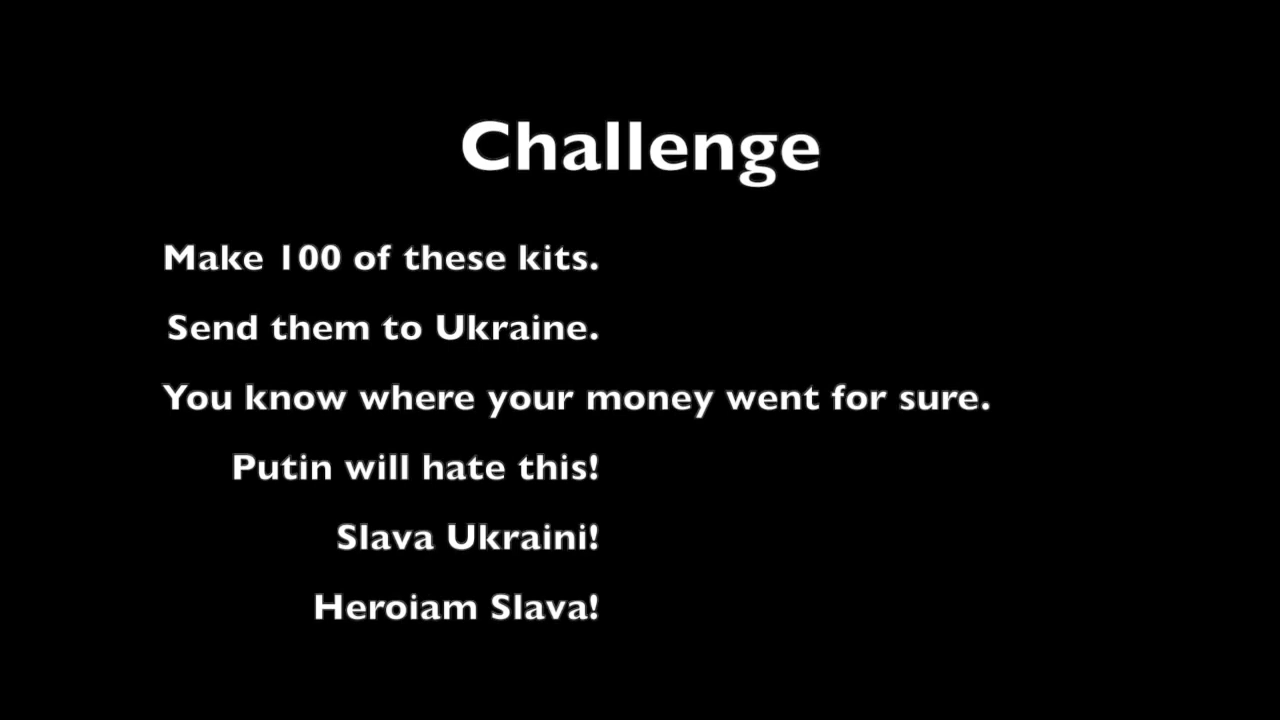 Challenge
Make 100 of these kits.
Send them to Ukraine.
You know where your money went for sure.
Putin will hate this!
Slava Ukraini!
Heroiam Slava!